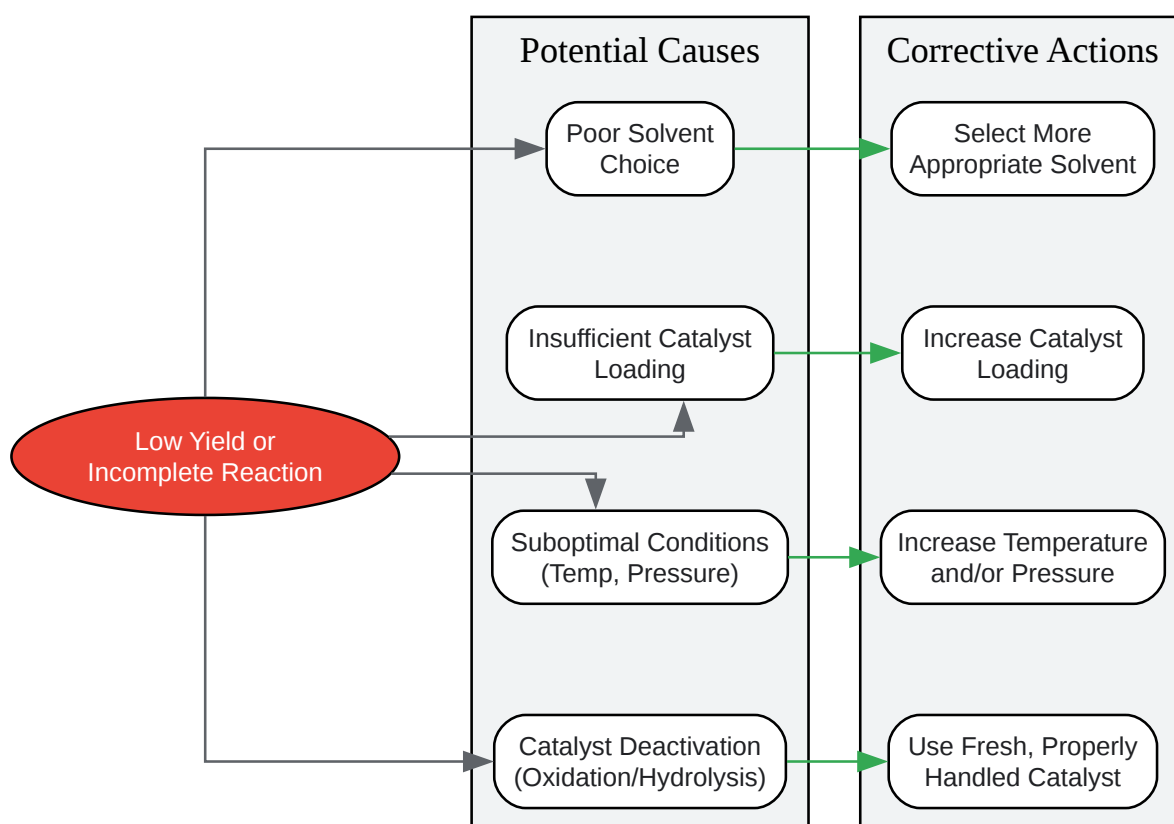 Potential Causes
Corrective Actions
Poor Solvent
Choice
Select More
Appropriate Solvent
Insufficient Catalyst
Loading
Increase Catalyst
Loading
Low Yield or
Incomplete Reaction
Suboptimal Conditions
(Temp, Pressure)
Increase Temperature
and/or Pressure
Catalyst Deactivation
(Oxidation/Hydrolysis)
Use Fresh, Properly
Handled Catalyst